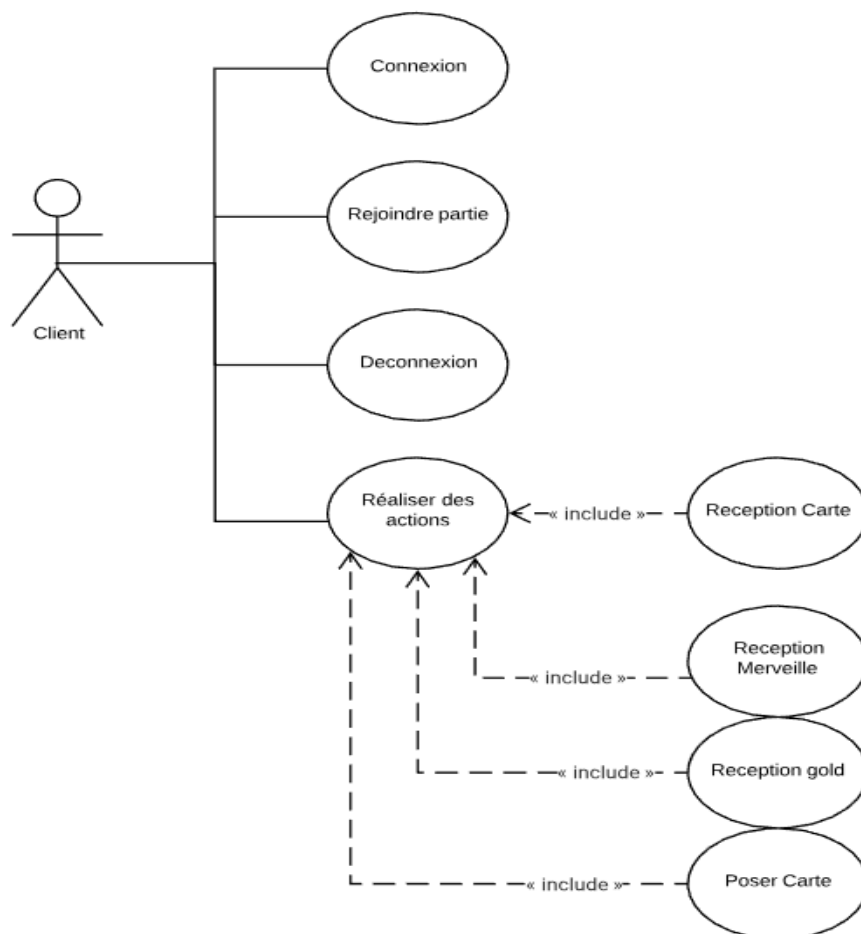 Connexion
Rejoindre partie
Client
Deconnexion
Réaliser des
actions
« include »
Reception Carte
Reception
Merveille
« include »
« include »
Reception gold
« include »
Poser Carte